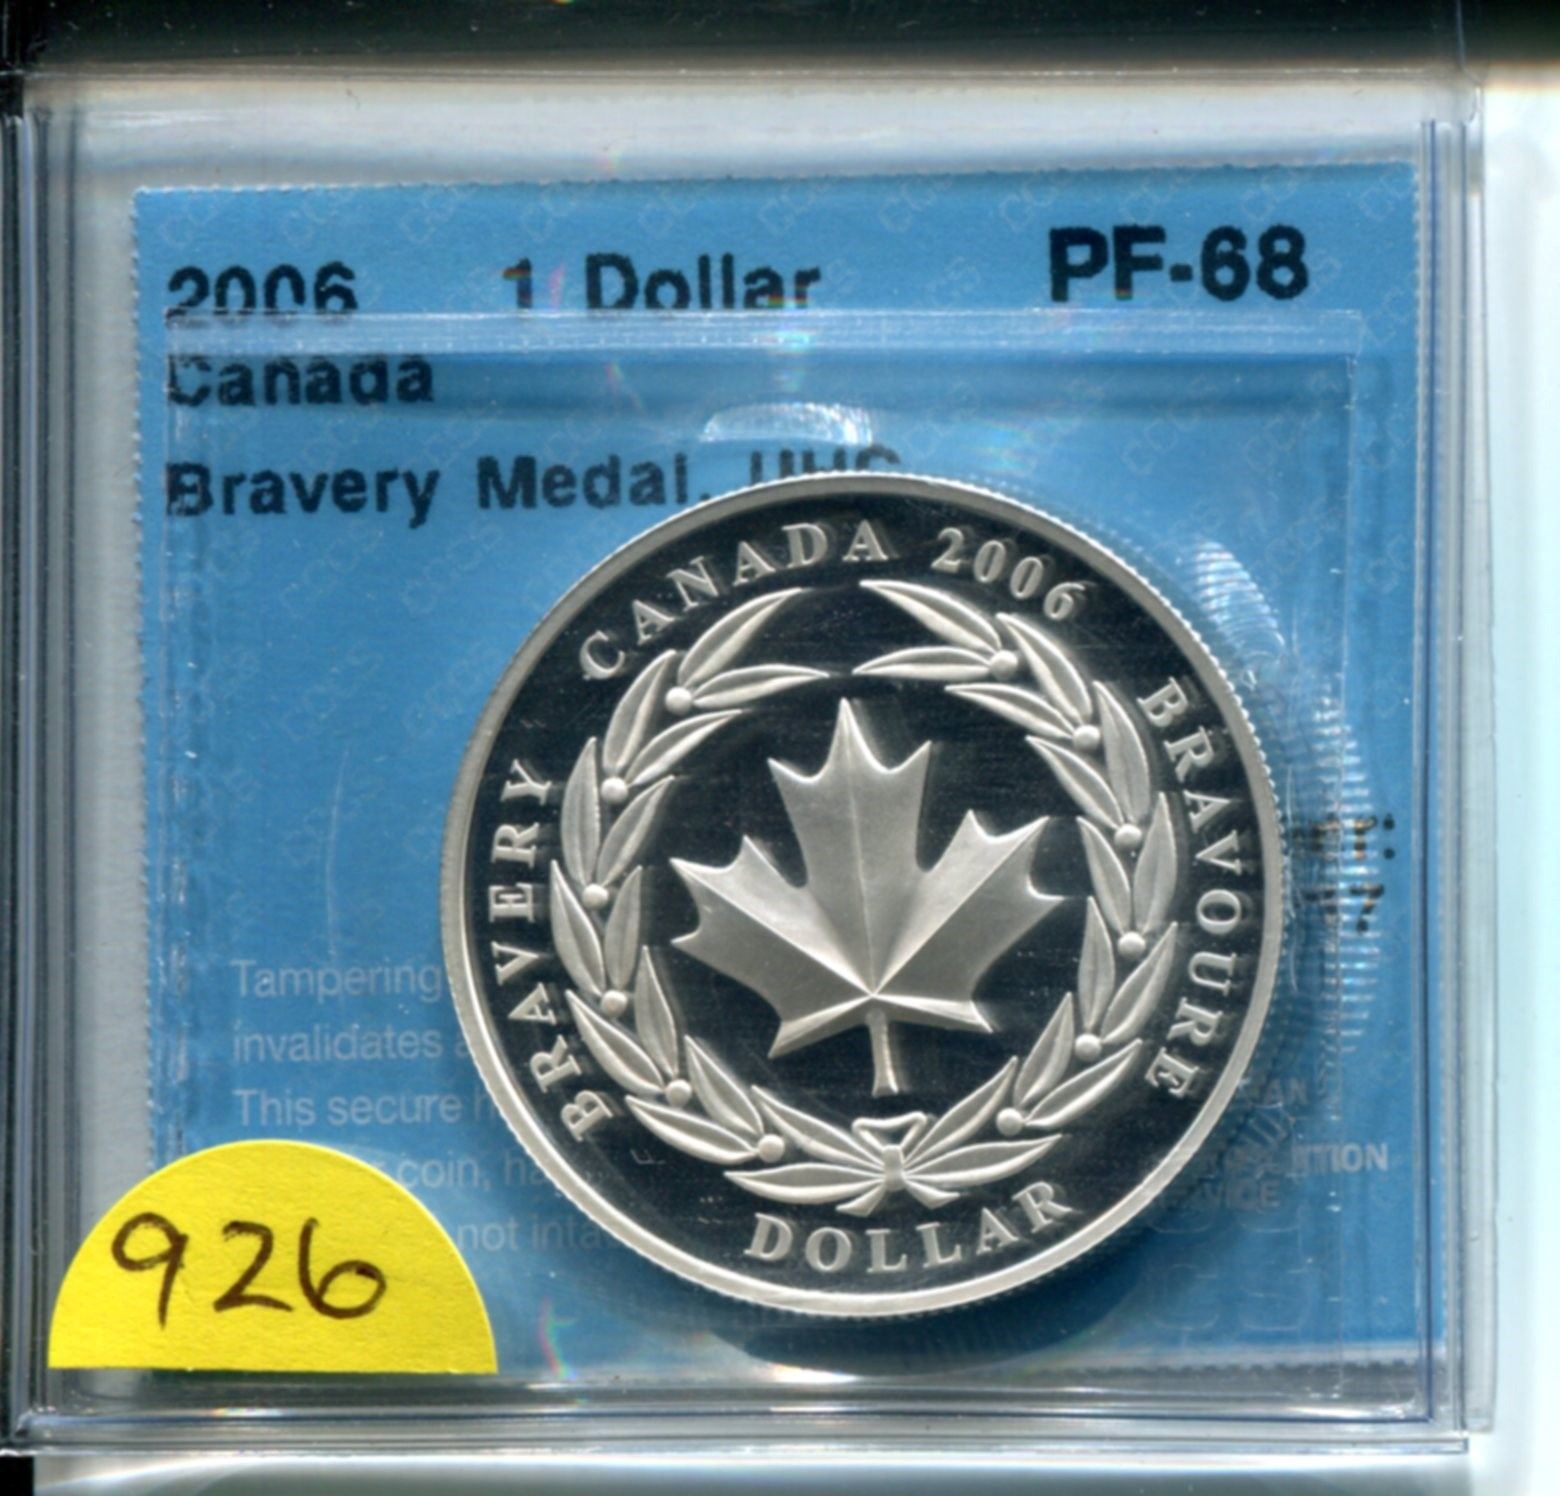 2006 1 Dollar PF-68
Canada
Bravery Medal, UHC
CANADA 2006
BRAVERY
BRAVOURE
DOLLAR
Tampering
invalidates
This secure
coin,
not
926